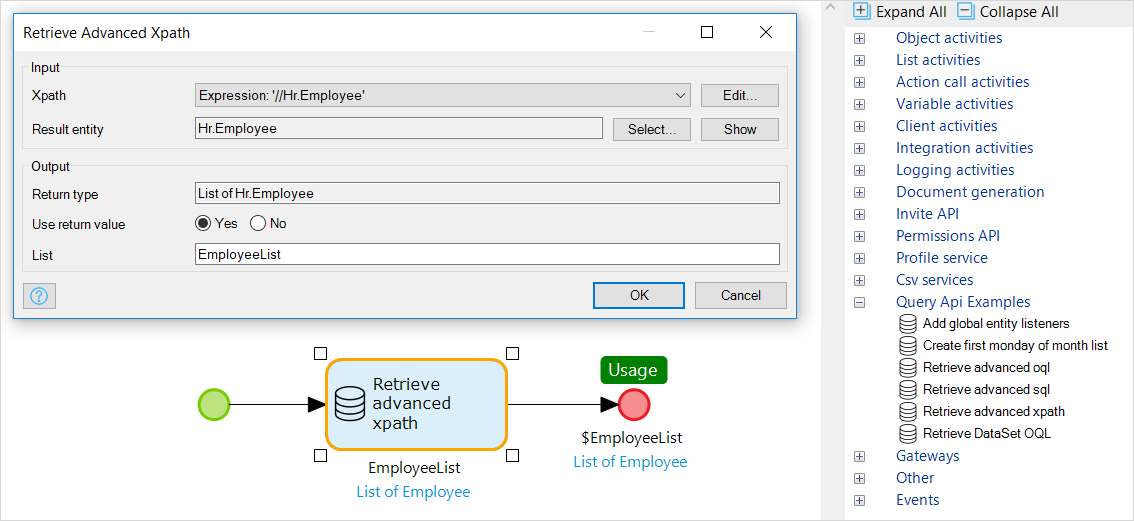 Retrieve Advanced Xpath
Input
Xpath
Expression: '//Hr.Employee'
Edit...
Result entity
Hr.Employee
Select...
Show
Output
Return type
List of Hr.Employee
Use return value
Yes
No
List
EmployeeList
?
OK
Cancel
Retrieve
advanced
xpath
EmployeeList
List of Employee
Usage
$EmployeeList
List of Employee
Expand All
Collapse All
Object activities
List activities
Action call activities
Variable activities
Client activities
Integration activities
Logging activities
Document generation
Invite API
Permissions API
Profile service
Csv services
Query Api Examples
Add global entity listeners
Create first monday of month list
Retrieve advanced oql
Retrieve advanced sql
Retrieve advanced xpath
Retrieve DataSet OQL
Gateways
Other
Events